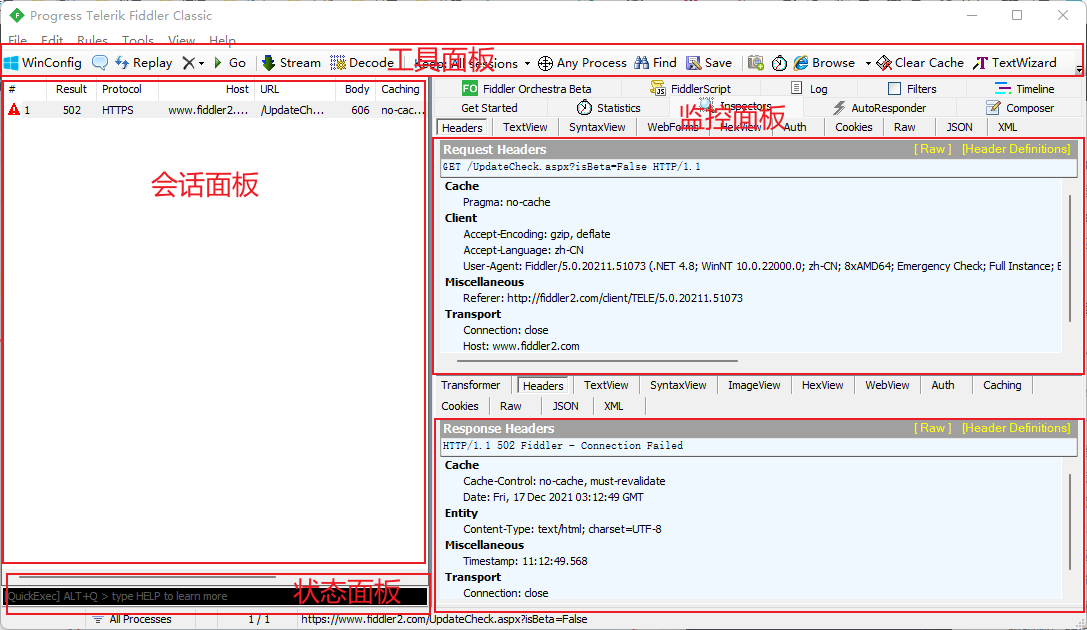 Progress Telerik Fiddler Classic
File Edit Rules Tools View Help
WinConfig Replay Go Stream Decode Keep: All sessions Any Process Find Save Browse Clear Cache TextWizard
工具面板
# Result Protocol Host URL Body Caching
1 502 HTTPS www.fiddler2.... /UpdateCh... 606 no-cac...
会话面板
FO Fiddler Orchestra Beta FiddlerScript Log Filters Timeline
Get Started Statistics Inspectors AutoResponder Composer
监控面板
Headers TextView SyntaxView WebForms HexView Auth Cookies Raw JSON XML
Request Headers [ Raw ] [Header Definitions]
GET /UpdateCheck.aspx?isBeta=False HTTP/1.1
Cache
Pragma: no-cache
Client
Accept-Encoding: gzip, deflate
Accept-Language: zh-CN
User-Agent: Fiddler/5.0.20211.51073 (.NET 4.8; WinNT 10.0.22000.0; zh-CN; 8xAMD64; Emergency Check; Full Instance; E
Miscellaneous
Referer: http://fiddler2.com/client/TELE/5.0.20211.51073
Transport
Connection: close
Host: www.fiddler2.com
Transformer Headers TextView SyntaxView ImageView HexView WebView Auth Caching
Cookies Raw JSON XML
Response Headers [ Raw ] [Header Definitions]
HTTP/1.1 502 Fiddler - Connection Failed
Cache
Cache-Control: no-cache, must-revalidate
Date: Fri, 17 Dec 2021 03:12:49 GMT
Entity
Content-Type: text/html; charset=UTF-8
Miscellaneous
Timestamp: 11:12:49.568
Transport
Connection: close
状态面板
[QuickExec] ALT+Q > type HELP to learn more
All Processes 1 / 1 https://www.fiddler2.com/UpdateCheck.aspx?isBeta=False